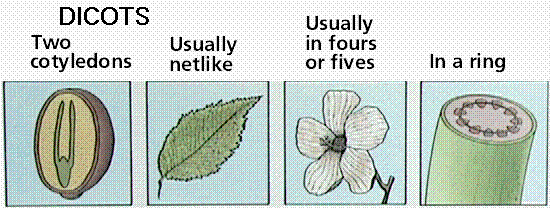 DICOTS
Two
cotyledons
Usually
netlike
Usually
in fours
or fives
In a ring